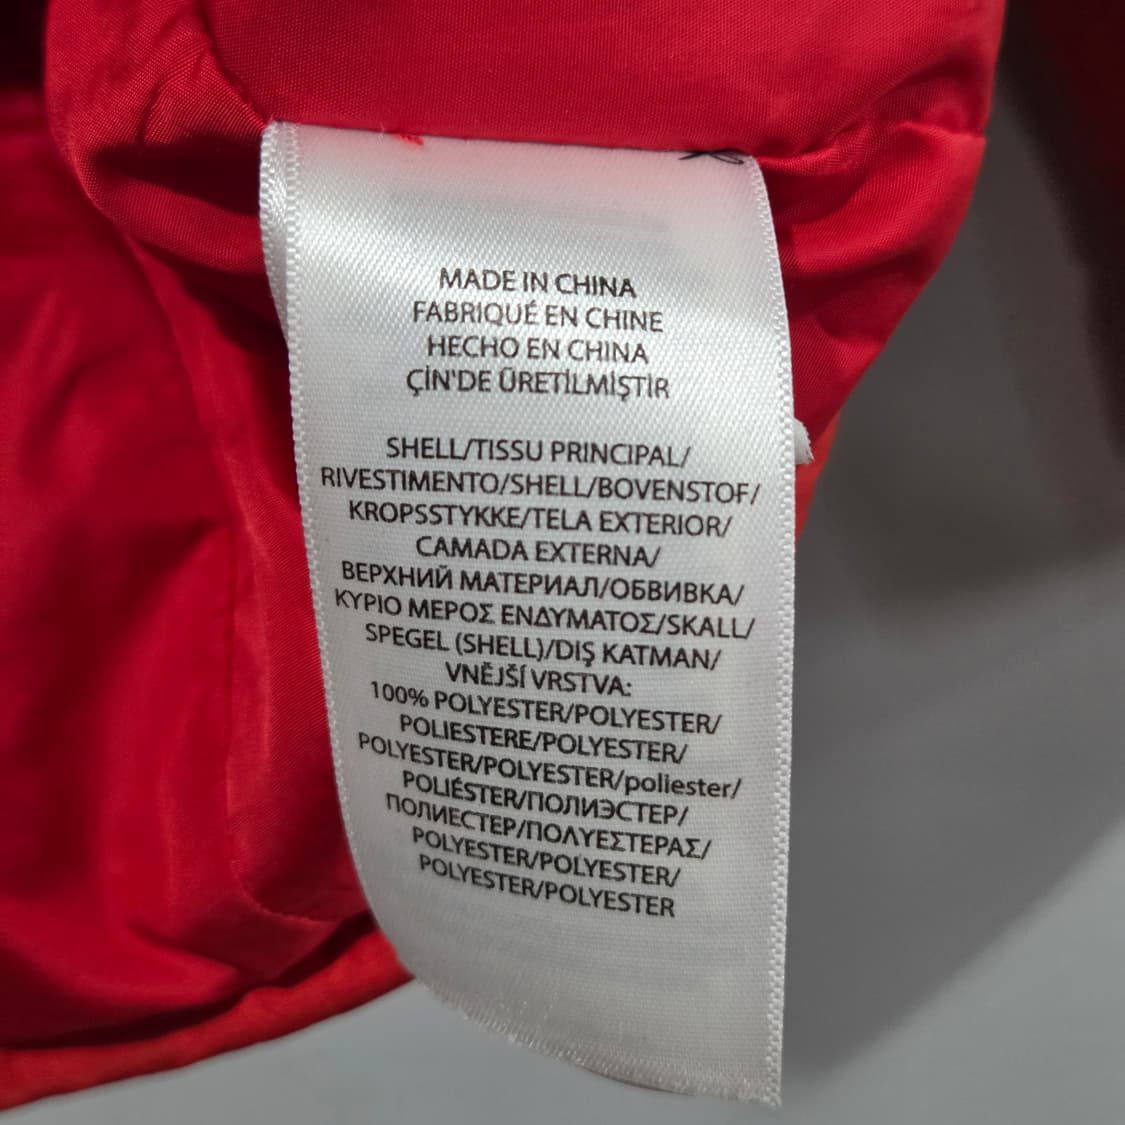 MADE IN CHINA
FABRIQUÉ EN CHINE
HECHO EN CHINA
ÇİN'DE ÜRETİLMİŞTİR
SHELL/TISSU PRINCIPAL/
RIVESTIMENTO/SHELL/BOVENSTOF/
KROPSSTYKKE/TELA EXTERIOR/
CAMADA EXTERNA/
ВЕРХНИЙ МАТЕРИАЛ/ОБВИВКА/
ΚΥΡΙΟ ΜΕΡΟΣ ΕΝΔΥΜΑΤΟΣ/SKALL/
SPEGEL (SHELL)/DIŞ KATMAN/
VNĚJŠÍ VRSTVA:
100% POLYESTER/POLYESTER/
POLIESTERE/POLYESTER/
POLYESTER/POLYESTER/poliester/
POLIÉSTER/ПОЛИЭСТЕР/
ПОЛИЕСТЕР/ΠΟΛΥΕΣΤΕΡΑΣ/
POLYESTER/POLYESTER/
POLYESTER/POLYESTER